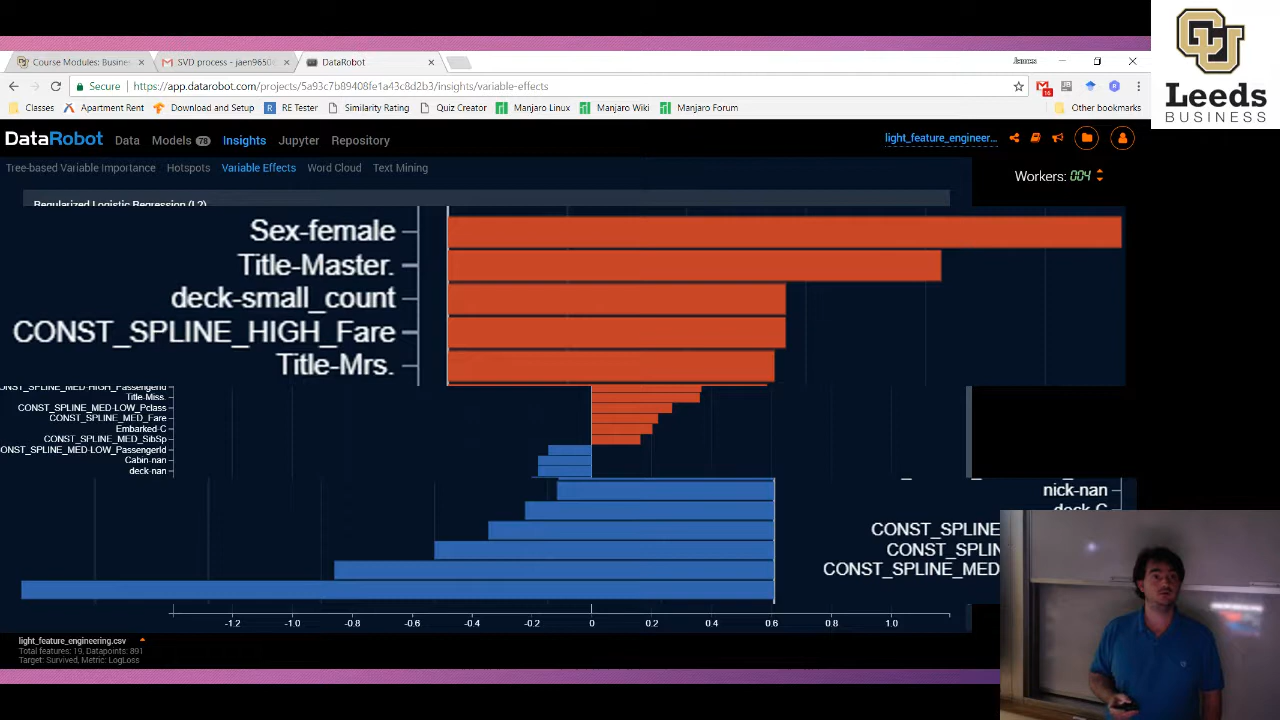 Course Modules: Busine
SVD process - jaen9650
DataRobot
James
Secure
https://app.datarobot.com/projects/5a93c7b89408fe1a43c8d2b3/insights/variable-effects
Classes
Apartment Rent
Download and Setup
RE Tester
Similarity Rating
Quiz Creator
Manjaro Linux
Manjaro Wiki
Manjaro Forum
Other bookmarks
CU
Leeds
BUSINESS
DataRobot
Data
Models 78
Insights
Jupyter
Repository
light_feature_engineer...
Tree-based Variable Importance
Hotspots
Variable Effects
Word Cloud
Text Mining
Workers: 004
Regularized Logistic Regression (L2)
Sex-female
Title-Master.
deck-small_count
CONST_SPLINE_HIGH_Fare
Title-Mrs.
CONST_SPLINE_MED-HIGH_PassengerId
Title-Miss.
CONST_SPLINE_MED-LOW_Pclass
CONST_SPLINE_MED_Fare
Embarked-C
CONST_SPLINE_MED_SibSp
CONST_SPLINE_MED-LOW_PassengerId
Cabin-nan
deck-nan
nick-nan
deck-C
CONST_SPLINE
CONST_SPLIN
CONST_SPLINE_MED
-1.2 -1.0 -0.8 -0.6 -0.4 -0.2 0 0.2 0.4 0.6 0.8 1.0
light_feature_engineering.csv
Total features: 19, Datapoints: 891
Target: Survived, Metric: LogLoss